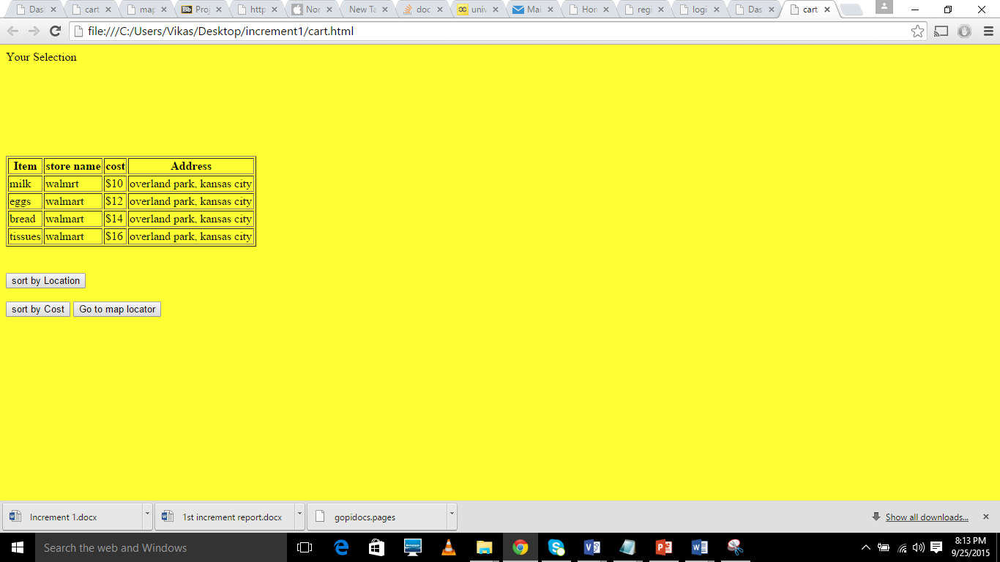 Das cart map Proj http Nor New Ta doc univ Mai Hom regi logi Das cart
file:///C:/Users/Vikas/Desktop/increment1/cart.html
Your Selection
Item store name cost Address
milk walmrt $10 overland park, kansas city
eggs walmart $12 overland park, kansas city
bread walmart $14 overland park, kansas city
tissues walmart $16 overland park, kansas city
sort by Location
sort by Cost Go to map locator
Increment 1.docx 1st increment report.docx gopidocs.pages Show all downloads...
Search the web and Windows
8:13 PM
9/25/2015